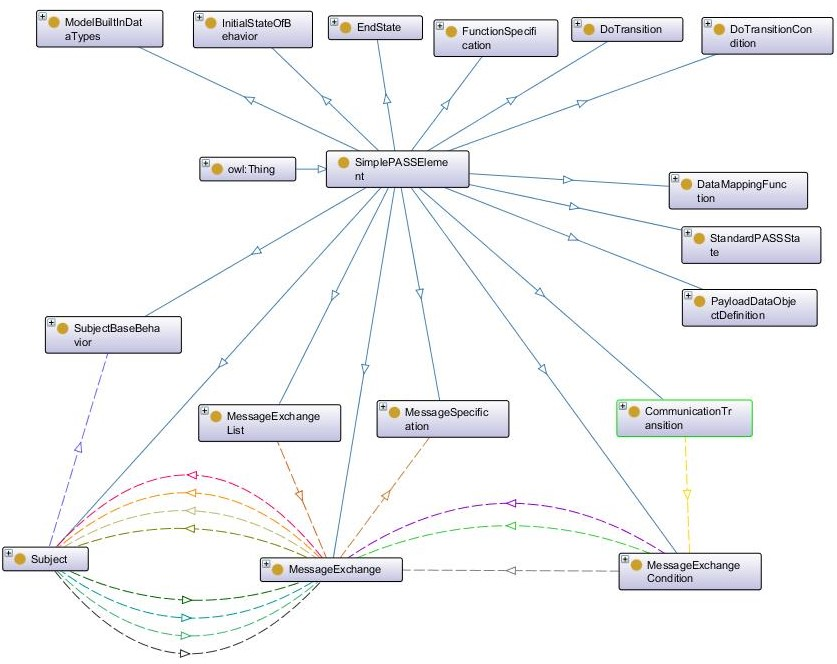 ModelBuiltInDat
aTypes
InitialStateOfB
ehavior
EndState
FunctionSpecifi
cation
DoTransition
DoTransitionCon
dition
owl:Thing
SimplePASSEleme
nt
DataMappingFunc
tion
StandardPASSSta
te
PayloadDataObje
ctDefinition
SubjectBaseBeha
vior
MessageExchange
List
MessageSpecific
ation
CommunicationTr
ansition
Subject
MessageExchange
MessageExchange
Condition